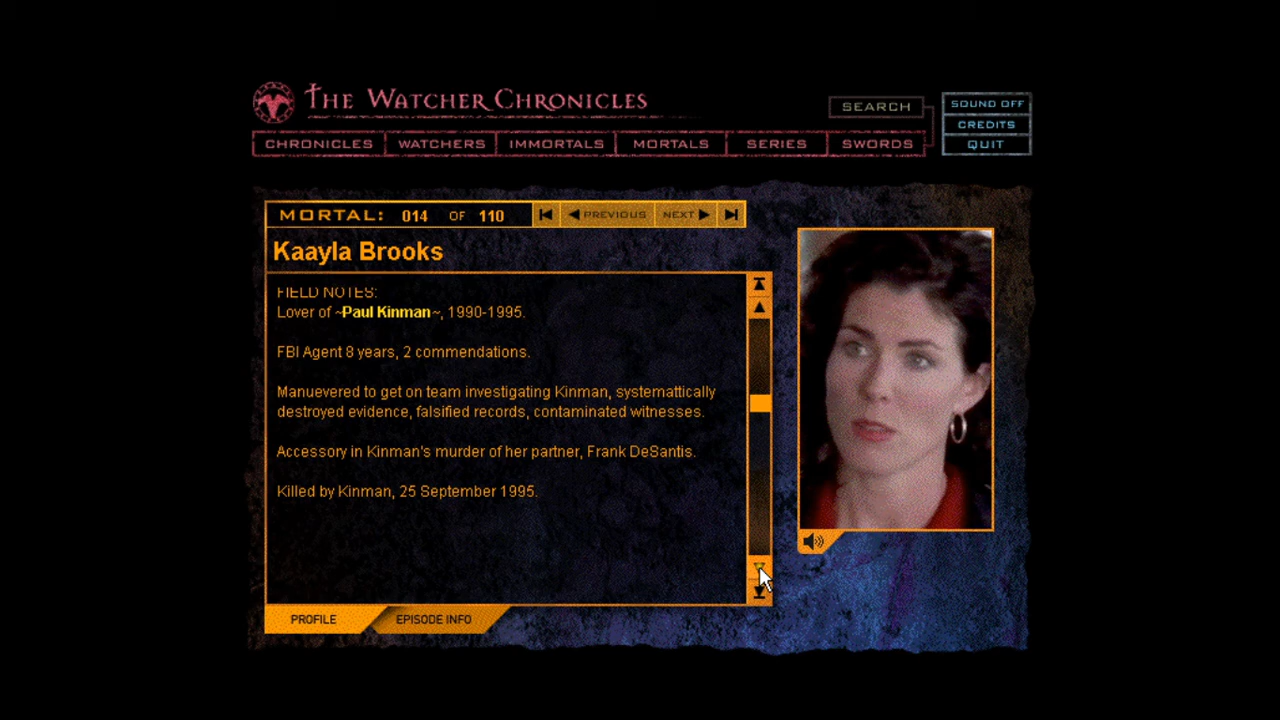 THE WATCHER CHRONICLES
SEARCH
SOUND OFF
CREDITS
QUIT
CHRONICLES
WATCHERS
IMMORTALS
MORTALS
SERIES
SWORDS
MORTAL: 014 OF 110
PREVIOUS
NEXT
Kaayla Brooks
FIELD NOTES:
Lover of ~Paul Kinman~, 1990-1995.
FBI Agent 8 years, 2 commendations.
Manuevered to get on team investigating Kinman, systemattically
destroyed evidence, falsified records, contaminated witnesses.
Accessory in Kinman's murder of her partner, Frank DeSantis.
Killed by Kinman, 25 September 1995.
PROFILE
EPISODE INFO